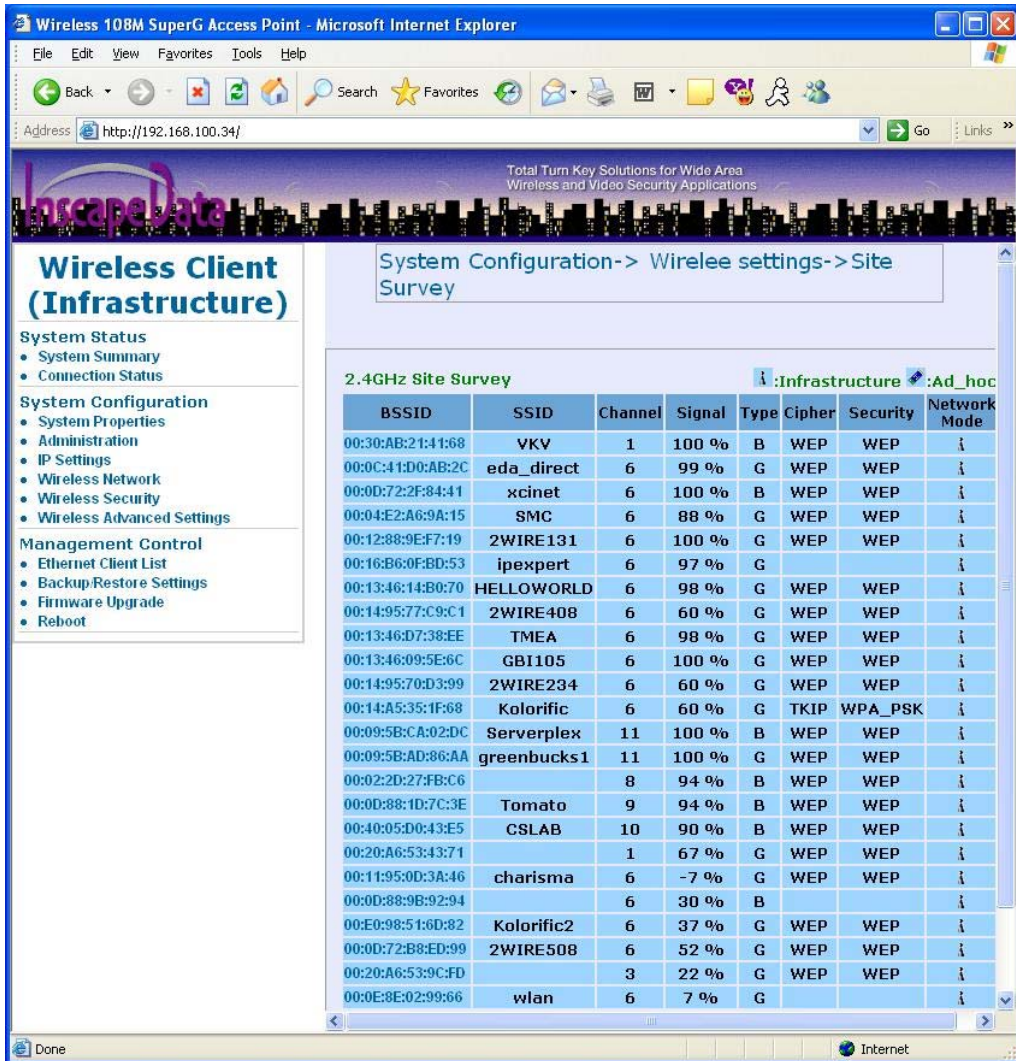 Wireless 108M SuperG Access Point - Microsoft Internet Explorer
File Edit View Favorites Tools Help
Back Search Favorites
Address http://192.168.100.34/ Go Links »
InscapeData
Total Turn Key Solutions for Wide Area
Wireless and Video Security Applications
Wireless Client
(Infrastructure)
System Status
• System Summary
• Connection Status
System Configuration
• System Properties
• Administration
• IP Settings
• Wireless Network
• Wireless Security
• Wireless Advanced Settings
Management Control
• Ethernet Client List
• Backup/Restore Settings
• Firmware Upgrade
• Reboot
System Configuration-> Wirelee settings->Site
Survey
2.4GHz Site Survey :Infrastructure :Ad_hoc
BSSID SSID Channel Signal Type Cipher Security Network Mode
00:30:AB:21:41:68 VKV 1 100 % B WEP WEP
00:0C:41:D0:AB:2C eda_direct 6 99 % G WEP WEP
00:0D:72:2F:84:41 xcinet 6 100 % B WEP WEP
00:04:E2:A6:9A:15 SMC 6 88 % G WEP WEP
00:12:88:9E:F7:19 2WIRE131 6 100 % G WEP WEP
00:16:B6:0F:BD:53 ipexpert 6 97 % G
00:13:46:14:B0:70 HELLOWORLD 6 98 % G WEP WEP
00:14:95:77:C9:C1 2WIRE408 6 60 % G WEP WEP
00:13:46:D7:38:EE TMEA 6 98 % G WEP WEP
00:13:46:09:5E:6C GBI105 6 100 % G WEP WEP
00:14:95:70:D3:99 2WIRE234 6 60 % G WEP WEP
00:14:A5:35:1F:68 Kolorific 6 60 % G TKIP WPA_PSK
00:09:5B:CA:02:DC Serverplex 11 100 % B WEP WEP
00:09:5B:AD:86:AA greenbucks1 11 100 % G WEP WEP
00:02:2D:27:FB:C6 8 94 % B WEP WEP
00:0D:88:1D:7C:3E Tomato 9 94 % B WEP WEP
00:40:05:D0:43:E5 CSLAB 10 90 % B WEP WEP
00:20:A6:53:43:71 1 67 % G WEP WEP
00:11:95:0D:3A:46 charisma 6 -7 % G WEP WEP
00:0D:88:9B:92:94 6 30 % B
00:E0:98:51:6D:82 Kolorific2 6 37 % G WEP WEP
00:0D:72:B8:ED:99 2WIRE508 6 52 % G WEP WEP
00:20:A6:53:9C:FD 3 22 % G WEP WEP
00:0E:8E:02:99:66 wlan 6 7 % G
Done Internet